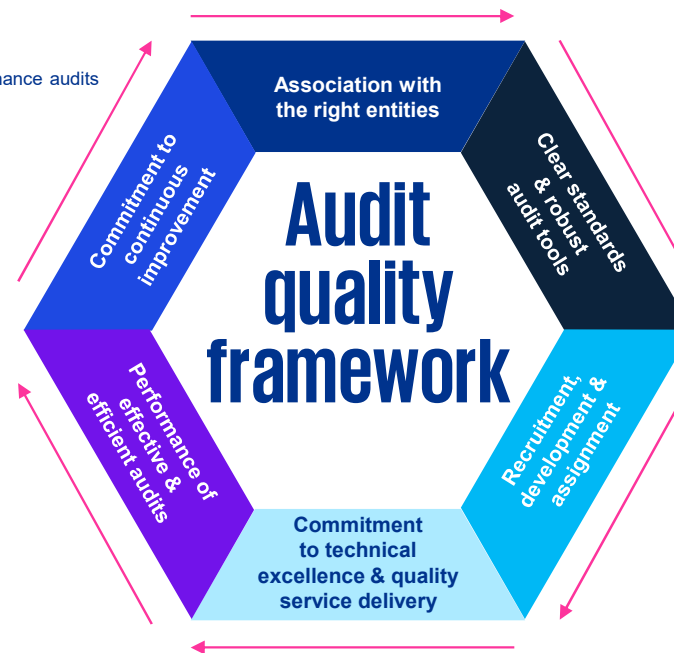 audits
Association with
the right entities
Clear standards
& robust
audit tools
Recruitment,
development &
assignment
Commitment
to technical
excellence & quality
service delivery
Performance of
effective &
efficient audits
Commitment to
continuous
improvement
Audit
quality
framework